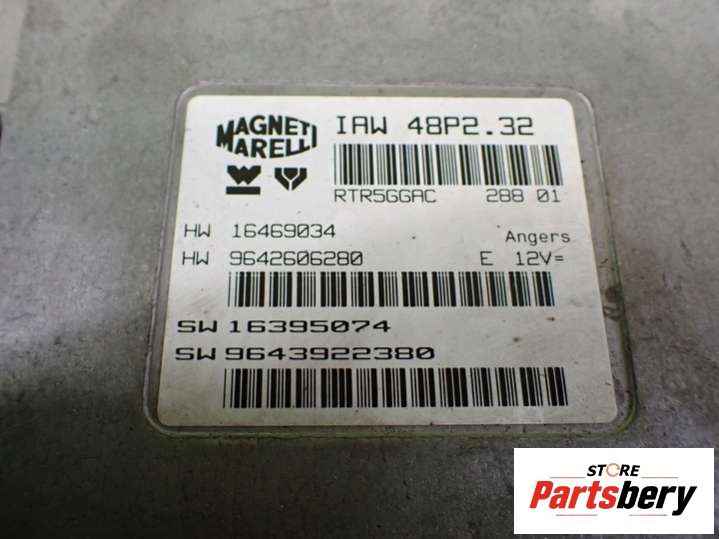 MAGNETI
MARELLI
IAW 48P2.32
RTR5GGAC 288 01
HW 16469034 Angers
HW 9642606280 E 12V=
SW 16395074
SW 9643922380
STORE
Partsbery